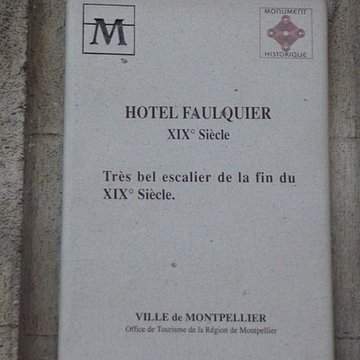 M
MONUMENT
HISTORIQUE
HOTEL FAULQUIER
XIX° Siècle
Très bel escalier de la fin du
XIX° Siècle.
VILLE de MONTPELLIER
Office de Tourisme de la Région de Montpellier